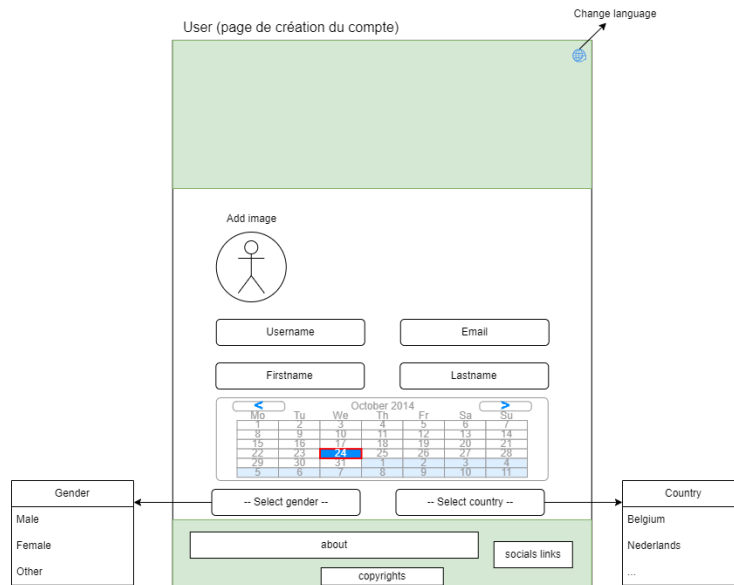 Change language
User (page de création du compte)
Add image
Username
Email
Firstname
Lastname
< October 2014 >
Mo Tu We Th Fr Sa Su
1 2 3 4 5 6 7
8 9 10 11 12 13 14
15 16 17 18 19 20 21
22 23 24 25 26 27 28
29 30 31 1 2 3 4
5 6 7 8 9 10 11
Gender
-- Select gender --
-- Select country --
Country
Male
Belgium
Female
Nederlands
Other
...
about
socials links
copyrights